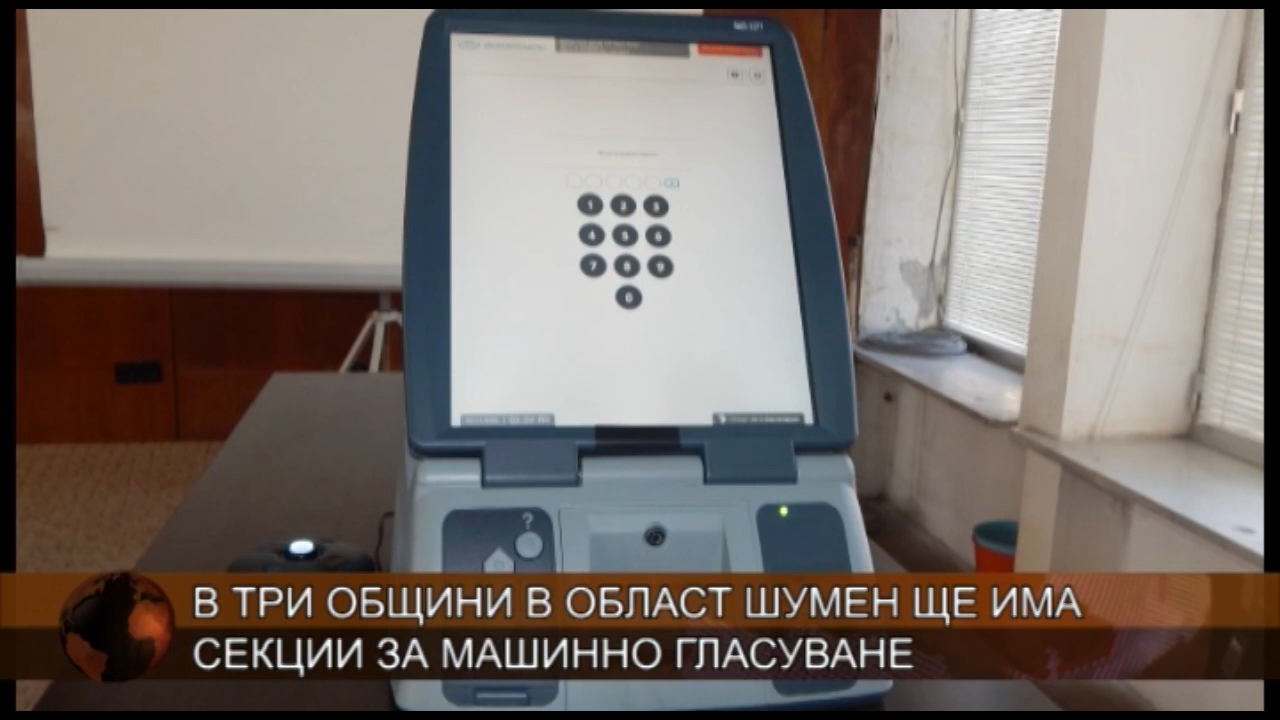 1 2 3
4 5 6
7 8 9
0
?
В ТРИ ОБЩИНИ В ОБЛАСТ ШУМЕН ЩЕ ИМА
СЕКЦИИ ЗА МАШИННО ГЛАСУВАНЕ